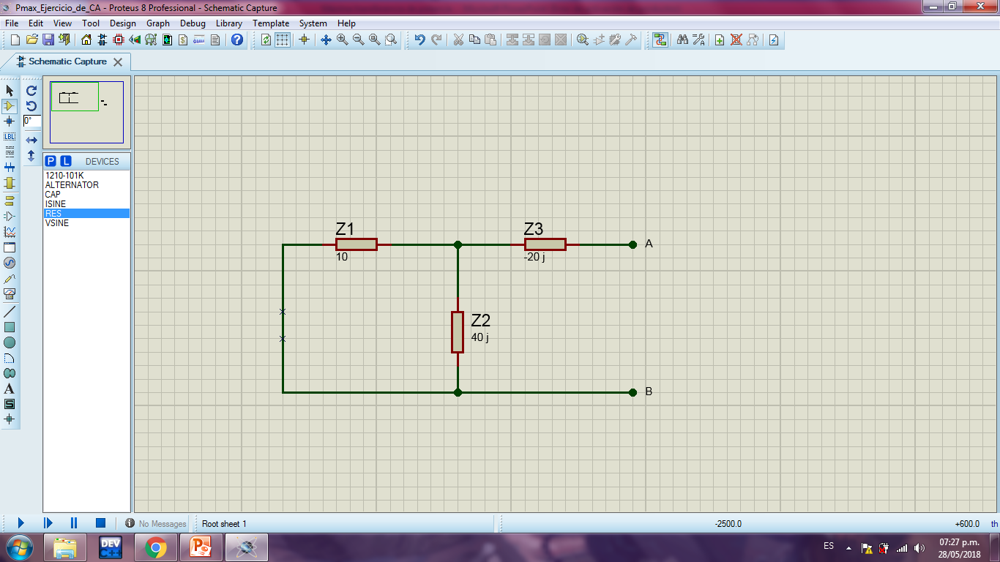 Pmax_Ejercicio_de_CA - Proteus 8 Professional - Schematic Capture
File Edit View Tool Design Graph Debug Library Template System Help
Schematic Capture
0°
LBL
P L DEVICES
1210-101K
ALTERNATOR
CAP
ISINE
RES
VSINE
A
S
Z1
10
Z3
-20 j
A
Z2
40 j
B
No Messages
Root sheet 1
-2500.0
+600.0
th
DEV
C++
ES
07:27 p.m.
28/05/2018